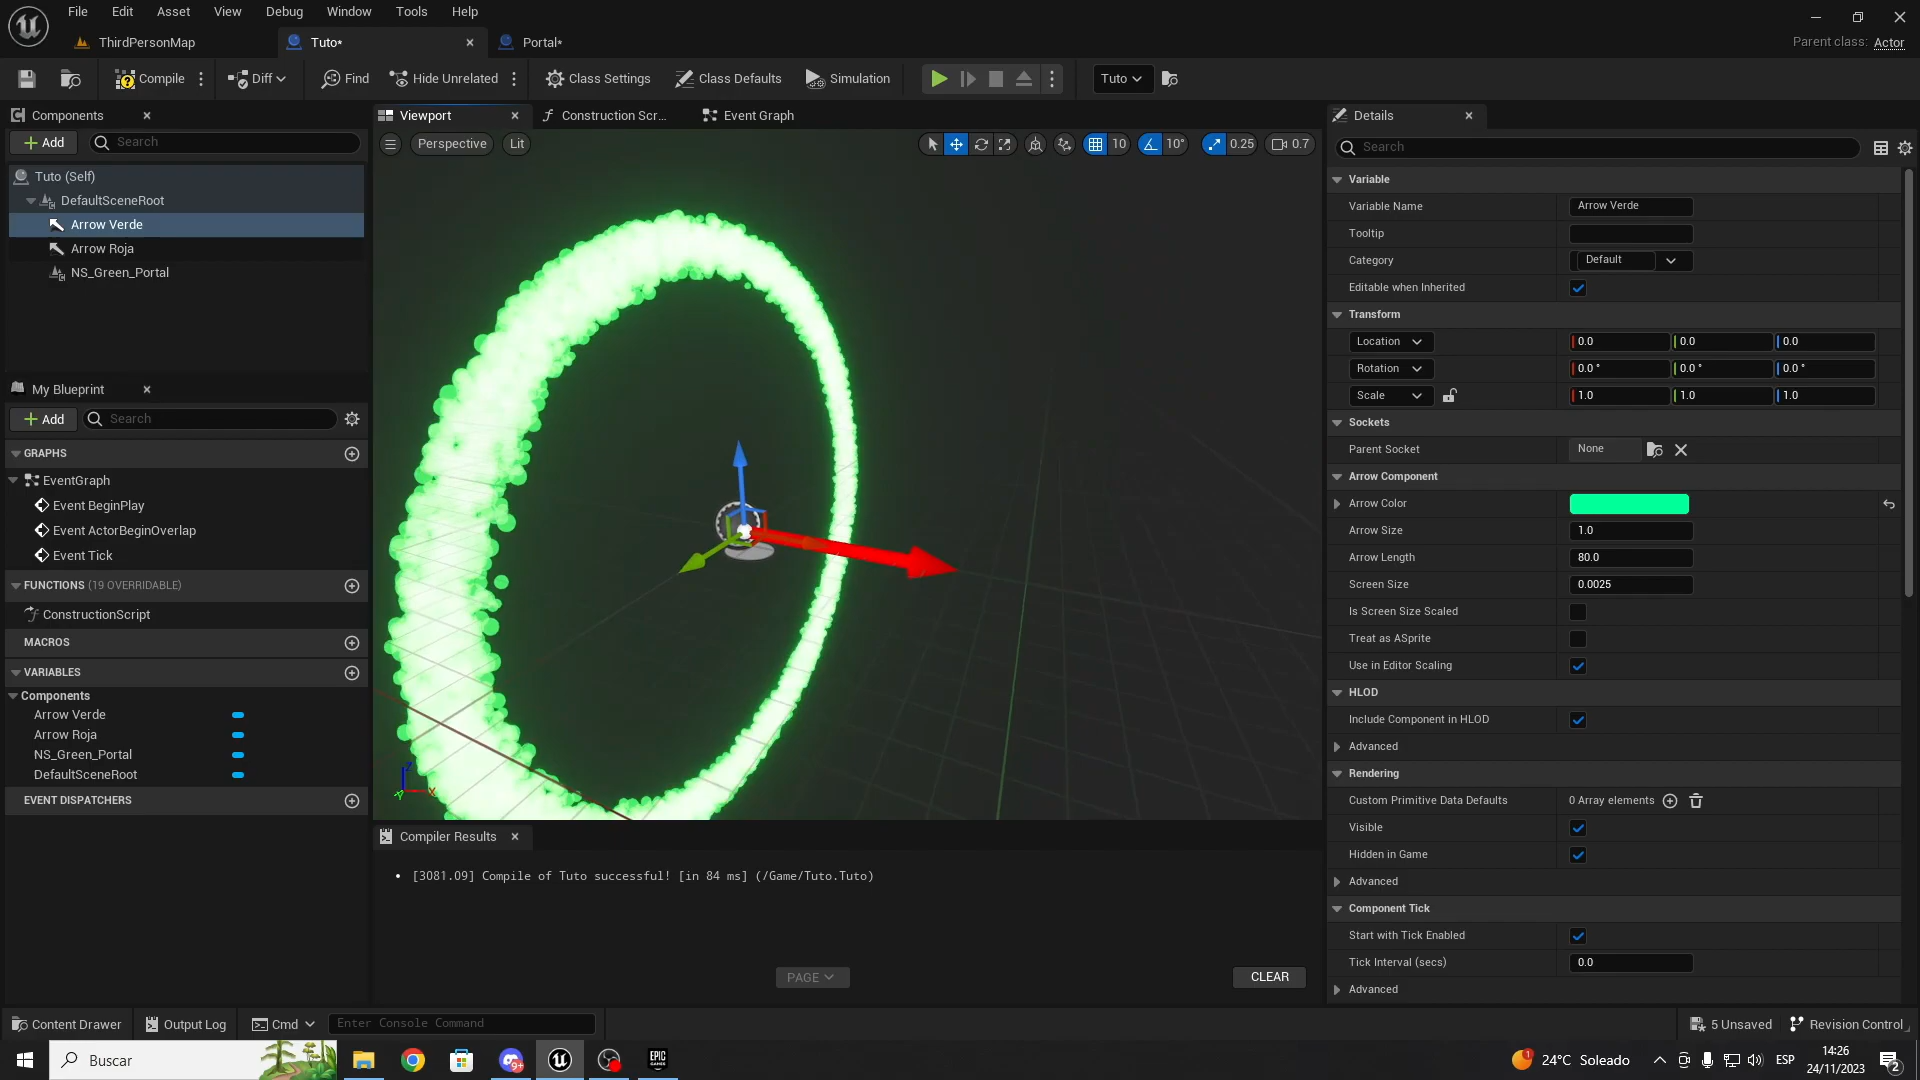 File Edit Asset View Debug Window Tools Help
ThirdPersonMap
Tuto*
Portal*
Parent class: Actor
Compile
Diff
Find
Hide Unrelated
Class Settings
Class Defaults
Simulation
Tuto
Components
Add
Search
Tuto (Self)
DefaultSceneRoot
Arrow Verde
Arrow Roja
NS_Green_Portal
My Blueprint
Add
Search
GRAPHS
EventGraph
Event BeginPlay
Event ActorBeginOverlap
Event Tick
FUNCTIONS (19 OVERRIDABLE)
ConstructionScript
MACROS
VARIABLES
Components
Arrow Verde
Arrow Roja
NS_Green_Portal
DefaultSceneRoot
EVENT DISPATCHERS
Viewport
Construction Scr...
Event Graph
Perspective
Lit
10
10°
0.25
0.7
Z
X
Y
Compiler Results
[3081.09] Compile of Tuto successful! [in 84 ms] (/Game/Tuto.Tuto)
PAGE
CLEAR
Details
Search
Variable
Variable Name Arrow Verde
Tooltip
Category Default
Editable when Inherited
Transform
Location 0.0 0.0 0.0
Rotation 0.0 ° 0.0 ° 0.0 °
Scale 1.0 1.0 1.0
Sockets
Parent Socket None
Arrow Component
Arrow Color
Arrow Size 1.0
Arrow Length 80.0
Screen Size 0.0025
Is Screen Size Scaled
Treat as ASprite
Use in Editor Scaling
HLOD
Include Component in HLOD
Advanced
Rendering
Custom Primitive Data Defaults 0 Array elements
Visible
Hidden in Game
Advanced
Component Tick
Start with Tick Enabled
Tick Interval (secs) 0.0
Advanced
Content Drawer
Output Log
Cmd
Enter Console Command
5 Unsaved
Revision Control
Buscar
9+
EPIC GAMES
1
24°C Soleado
ESP
14:26
24/11/2023
2